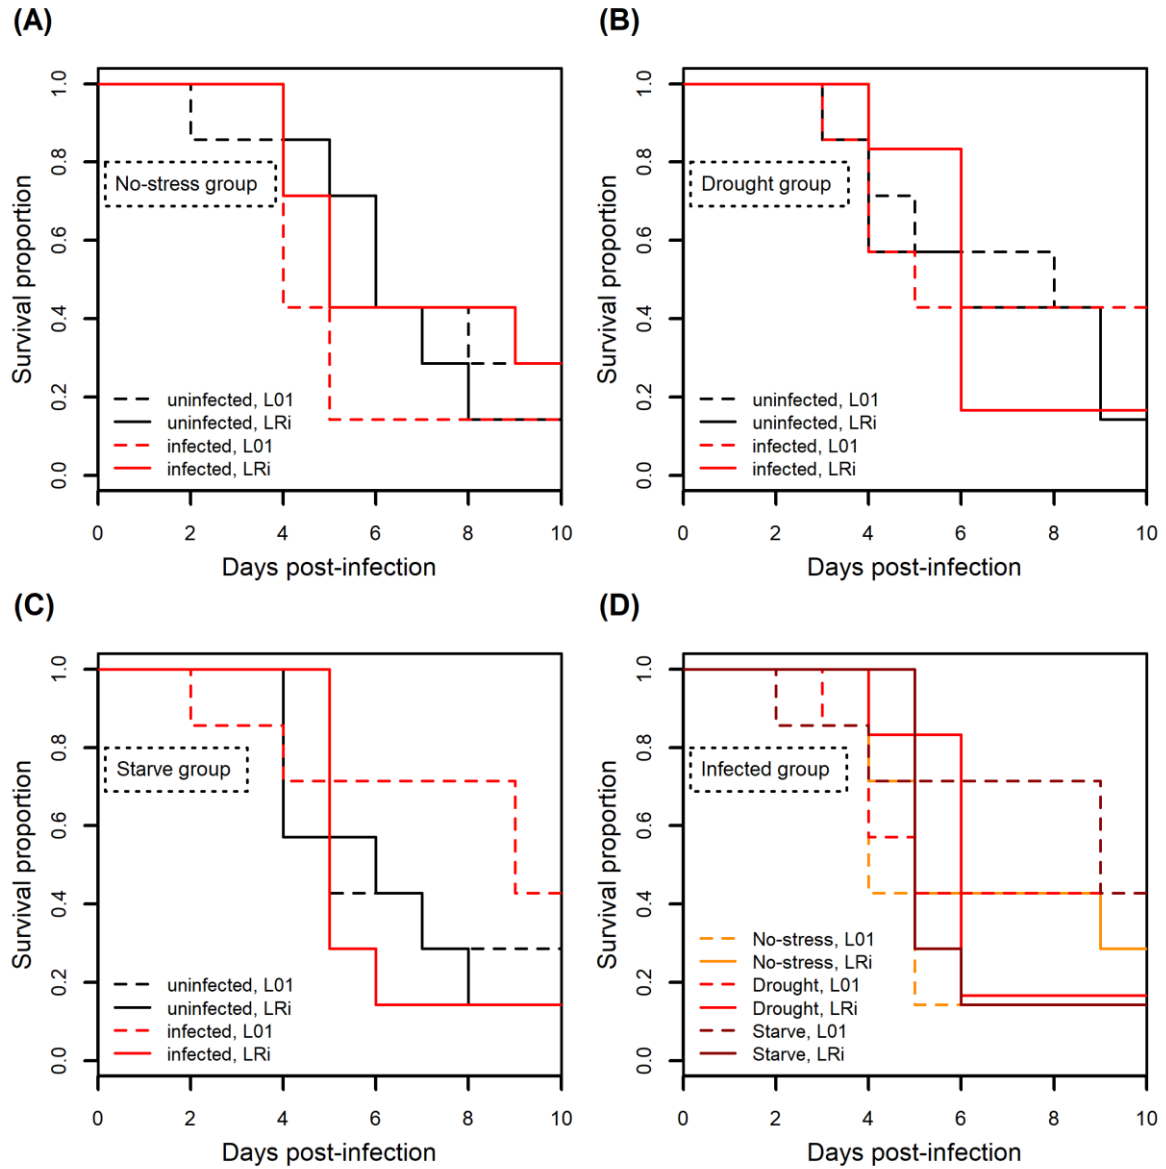 (A)
Survival proportion
1.0
0.8
0.6
0.4
0.2
0.0
No-stress group
uninfected, L01
uninfected, LRi
infected, L01
infected, LRi
0 2 4 6 8 10
Days post-infection
(B)
Survival proportion
1.0
0.8
0.6
0.4
0.2
0.0
Drought group
uninfected, L01
uninfected, LRi
infected, L01
infected, LRi
0 2 4 6 8 10
Days post-infection
(C)
Survival proportion
1.0
0.8
0.6
0.4
0.2
0.0
Starve group
uninfected, L01
uninfected, LRi
infected, L01
infected, LRi
0 2 4 6 8 10
Days post-infection
(D)
Survival proportion
1.0
0.8
0.6
0.4
0.2
0.0
Infected group
No-stress, L01
No-stress, LRi
Drought, L01
Drought, LRi
Starve, L01
Starve, LRi
0 2 4 6 8 10
Days post-infection